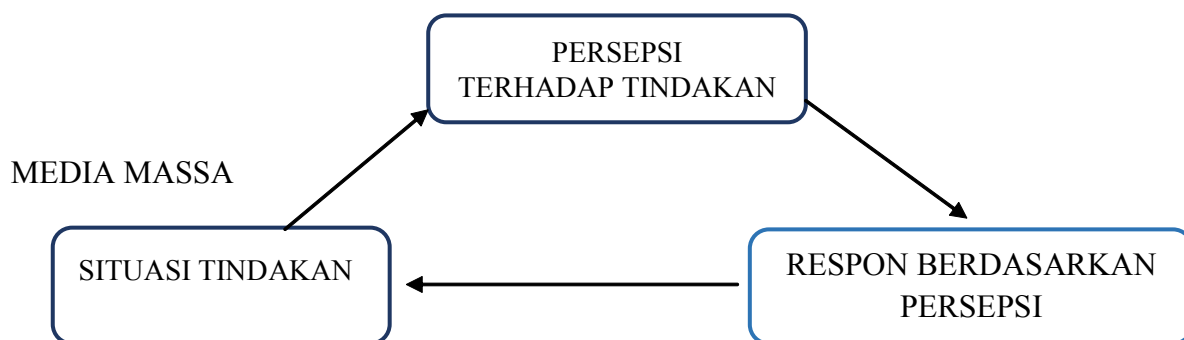 PERSEPSI
TERHADAP TINDAKAN
MEDIA MASSA
SITUASI TINDAKAN
RESPON BERDASARKAN
PERSEPSI